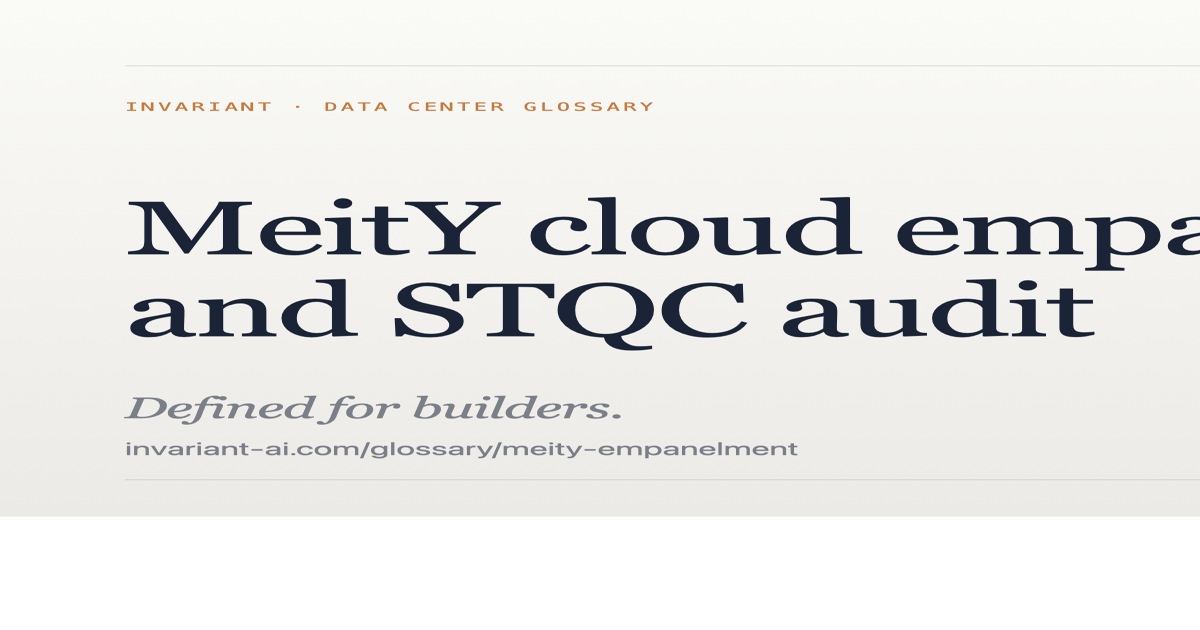 INVARIANT · DATA CENTER GLOSSARY
MeitY cloud empa
and STQC audit
Defined for builders.
invariant-ai.com/glossary/meity-empanelment